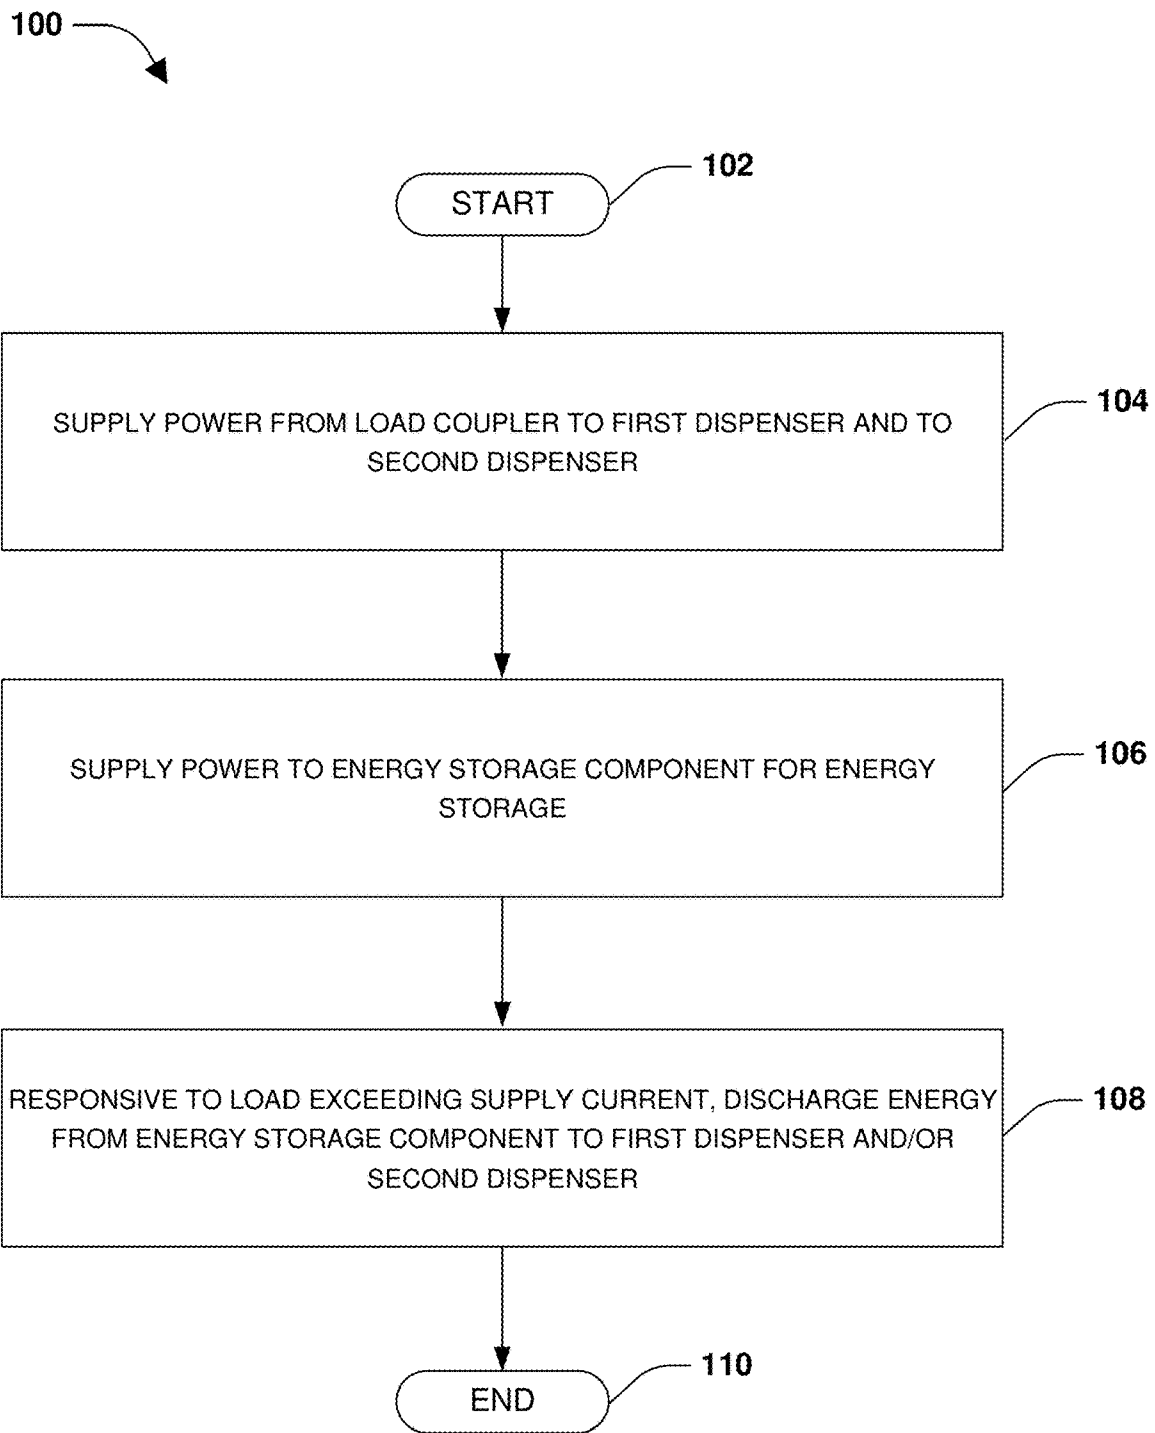 100
102
START
104
SUPPLY POWER FROM LOAD COUPLER TO FIRST DISPENSER AND TO
SECOND DISPENSER
106
SUPPLY POWER TO ENERGY STORAGE COMPONENT FOR ENERGY
STORAGE
108
RESPONSIVE TO LOAD EXCEEDING SUPPLY CURRENT, DISCHARGE ENERGY
FROM ENERGY STORAGE COMPONENT TO FIRST DISPENSER AND/OR
SECOND DISPENSER
110
END